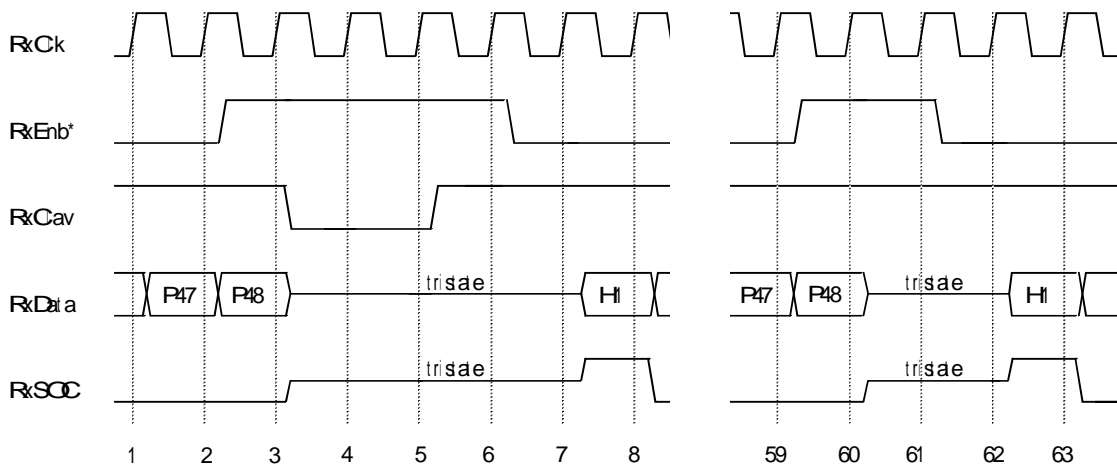 RxClk
RxEnb*
RxClav
RxData
P47 P48 tristate H1 P47 P48 tristate H1
RxSOC
tristate tristate
1 2 3 4 5 6 7 8 59 60 61 62 63